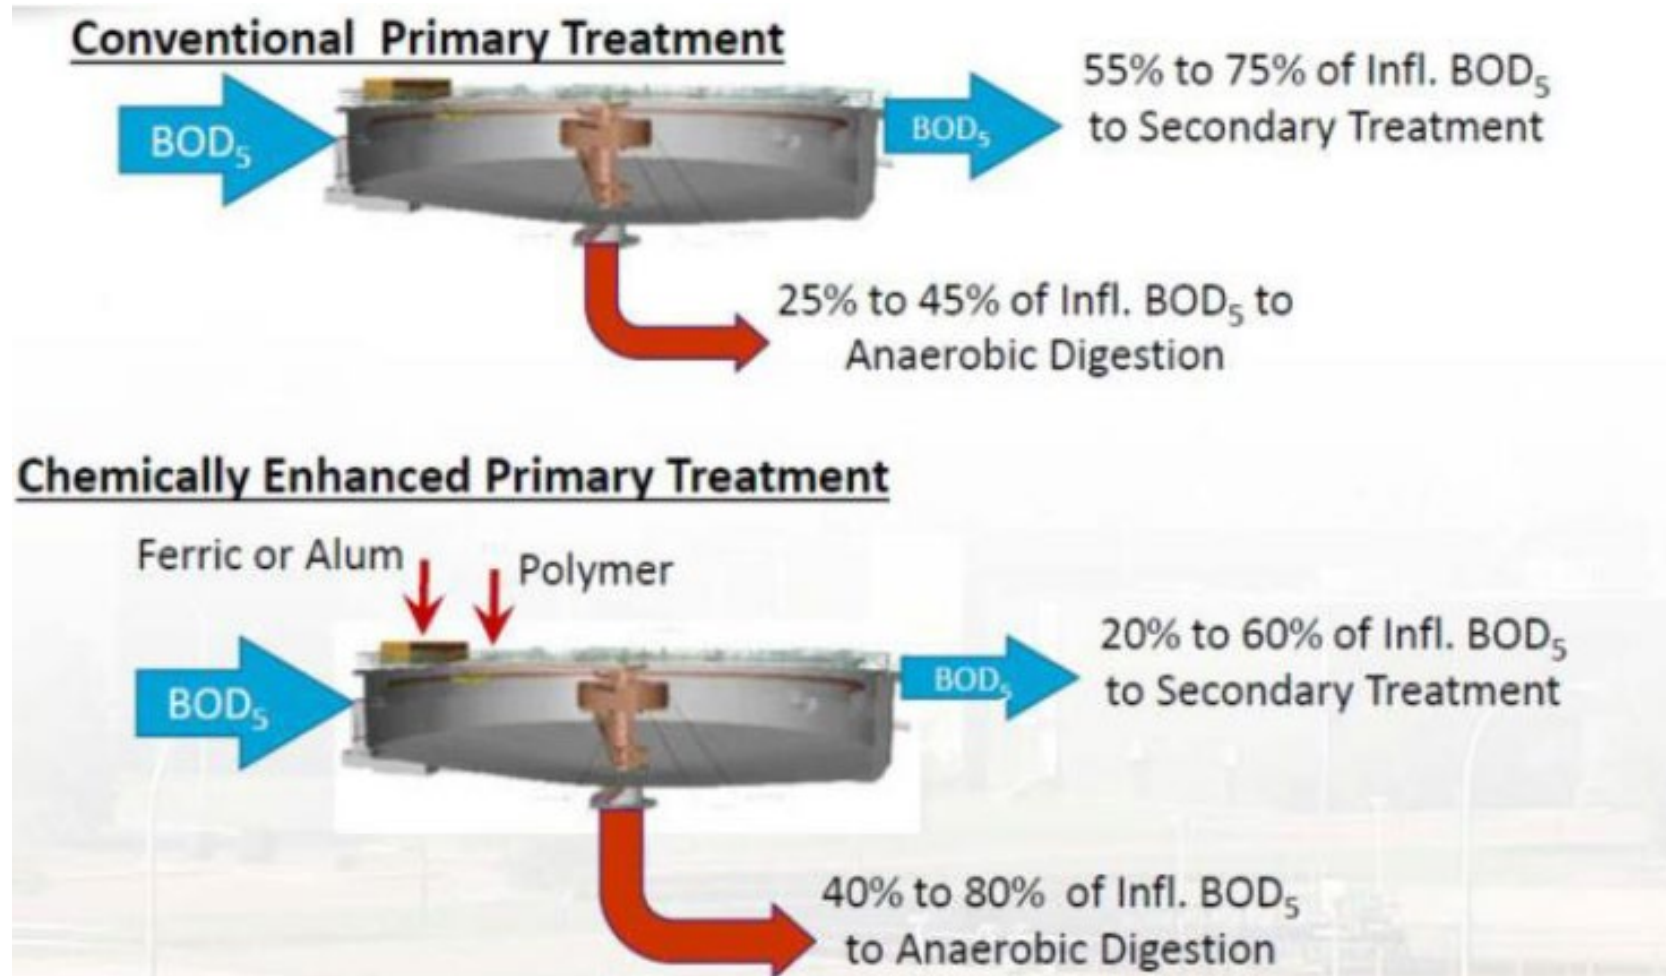 Conventional Primary Treatment
BOD₅
BOD₅
55% to 75% of Infl. BOD₅
to Secondary Treatment
25% to 45% of Infl. BOD₅ to
Anaerobic Digestion
Chemically Enhanced Primary Treatment
Ferric or Alum
Polymer
BOD₅
BOD₅
20% to 60% of Infl. BOD₅
to Secondary Treatment
40% to 80% of Infl. BOD₅
to Anaerobic Digestion